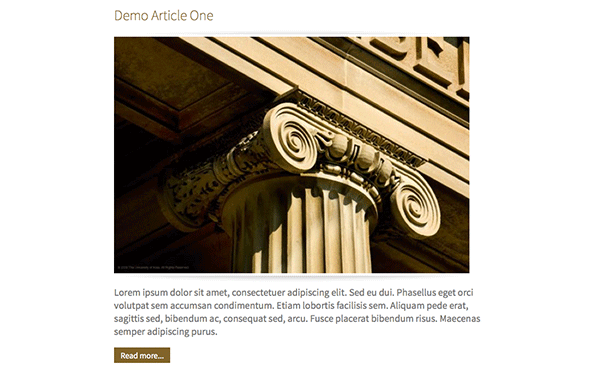 Demo Article One
Lorem ipsum dolor sit amet, consectetuer adipiscing elit. Sed eu dui. Phasellus eget orci
volutpat sem accumsan condimentum. Etiam lobortis facilisis sem. Aliquam pede erat,
sagittis sed, bibendum ac, consequat sed, arcu. Fusce placerat bibendum risus. Maecenas
semper adipiscing purus.
Read more...